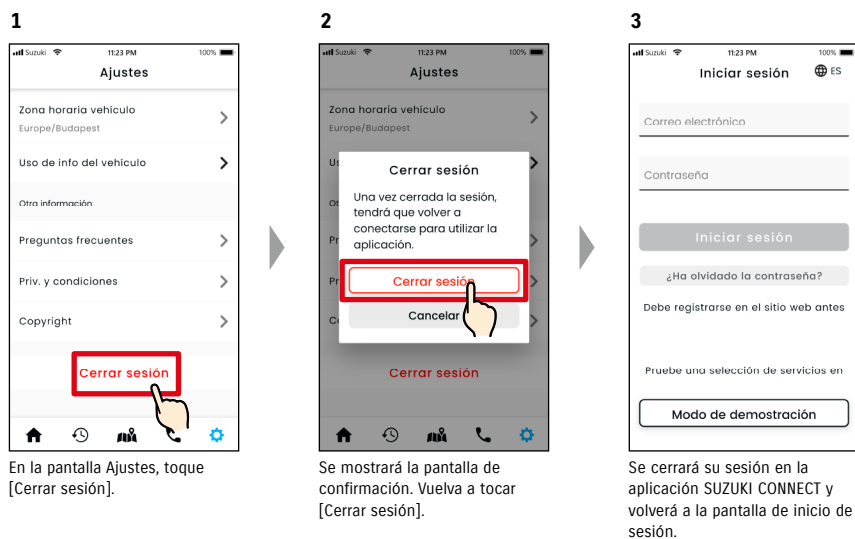 1
Suzuki 11:23 PM 100%
Ajustes
Zona horaria vehículo
Europe/Budapest
Uso de info del vehículo
Otra información
Preguntas frecuentes
Priv. y condiciones
Copyright
Cerrar sesión
En la pantalla Ajustes, toque
[Cerrar sesión].
2
Suzuki 11:23 PM 100%
Ajustes
Zona horaria vehículo
Europe/Budapest
Cerrar sesión
Una vez cerrada la sesión,
tendrá que volver a
conectarse para utilizar la
aplicación.
Cerrar sesión
Cancelar
Cerrar sesión
Se mostrará la pantalla de
confirmación. Vuelva a tocar
[Cerrar sesión].
3
Suzuki 11:23 PM 100%
Iniciar sesión ES
Correo electrónico
Contraseña
Iniciar sesión
¿Ha olvidado la contraseña?
Debe registrarse en el sitio web antes
Pruebe una selección de servicios en
Modo de demostración
Se cerrará su sesión en la
aplicación SUZUKI CONNECT y
volverá a la pantalla de inicio de
sesión.